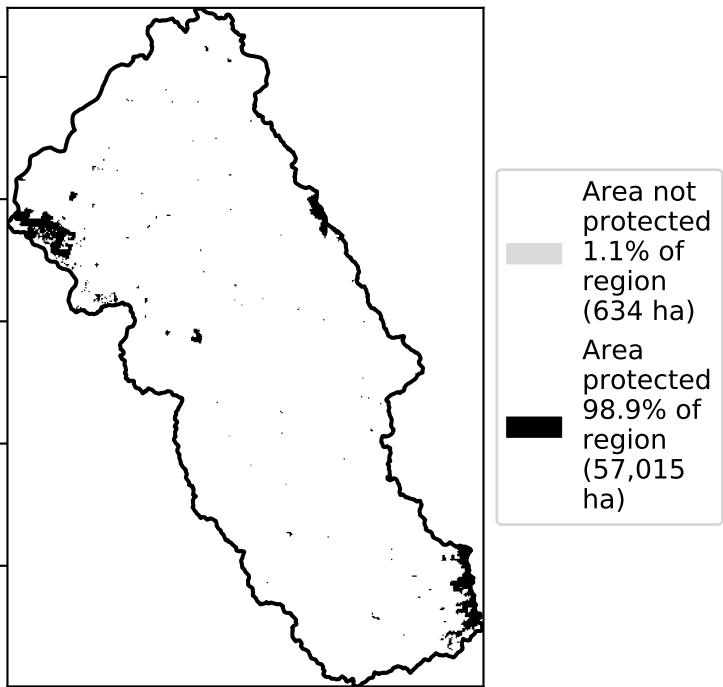 Area not
protected
1.1% of
region
(634 ha)
Area
protected
98.9% of
region
(57,015
ha)